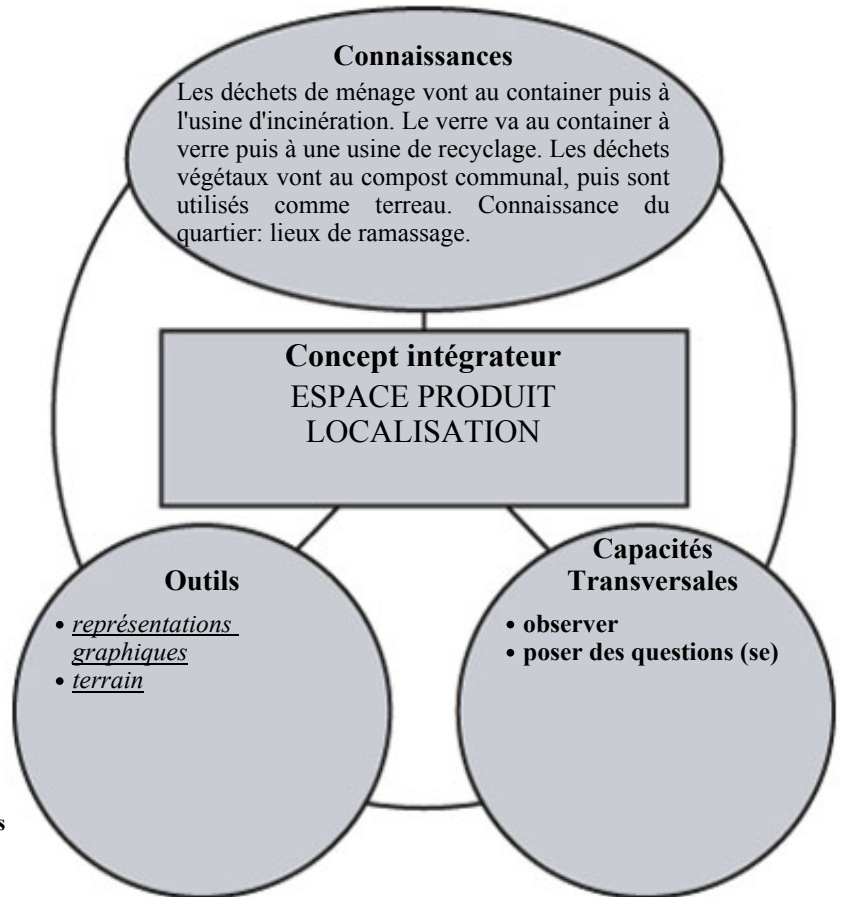 Connaissances
Les déchets de ménage vont au container puis à
l'usine d'incinération. Le verre va au container à
verre puis à une usine de recyclage. Les déchets
végétaux vont au compost communal, puis sont
utilisés comme terreau. Connaissance du
quartier: lieux de ramassage.
Concept intégrateur
ESPACE PRODUIT
LOCALISATION
Outils
• représentations
graphiques
• terrain
Capacités
Transversales
• observer
• poser des questions (se)
s